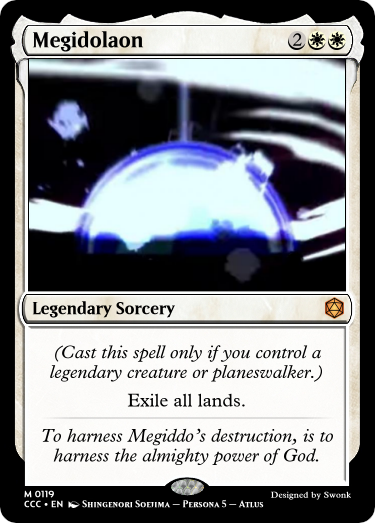 Megidolaon 2
Legendary Sorcery
(Cast this spell only if you control a
legendary creature or planeswalker.)
Exile all lands.
To harness Megiddo's destruction, is to
harness the almighty power of God.
M 0119
CCC • EN Shingenori Soejima – Persona 5 – Atlus
Designed by Swonk